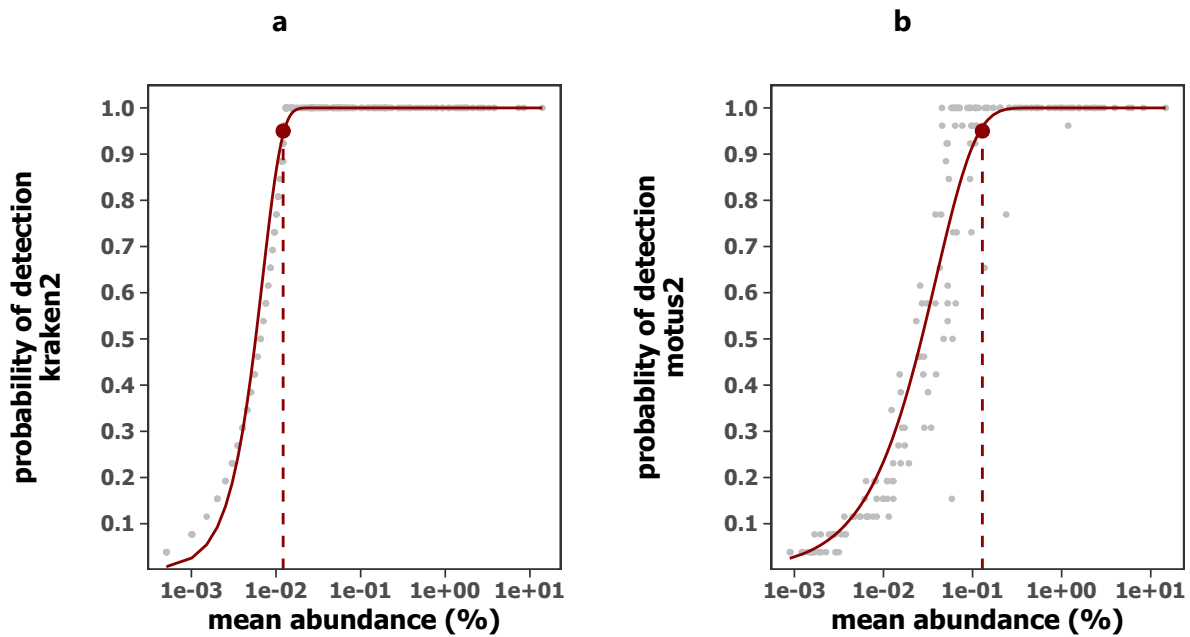 a
probability of detection
kraken2
1.0
0.9
0.8
0.7
0.6
0.5
0.4
0.3
0.2
0.1
1e-03 1e-02 1e-01 1e+00 1e+01
mean abundance (%)
b
probablity of detection
motus2
1.0
0.9
0.8
0.7
0.6
0.5
0.4
0.3
0.2
0.1
1e-03 1e-02 1e-01 1e+00 1e+01
mean abundance (%)